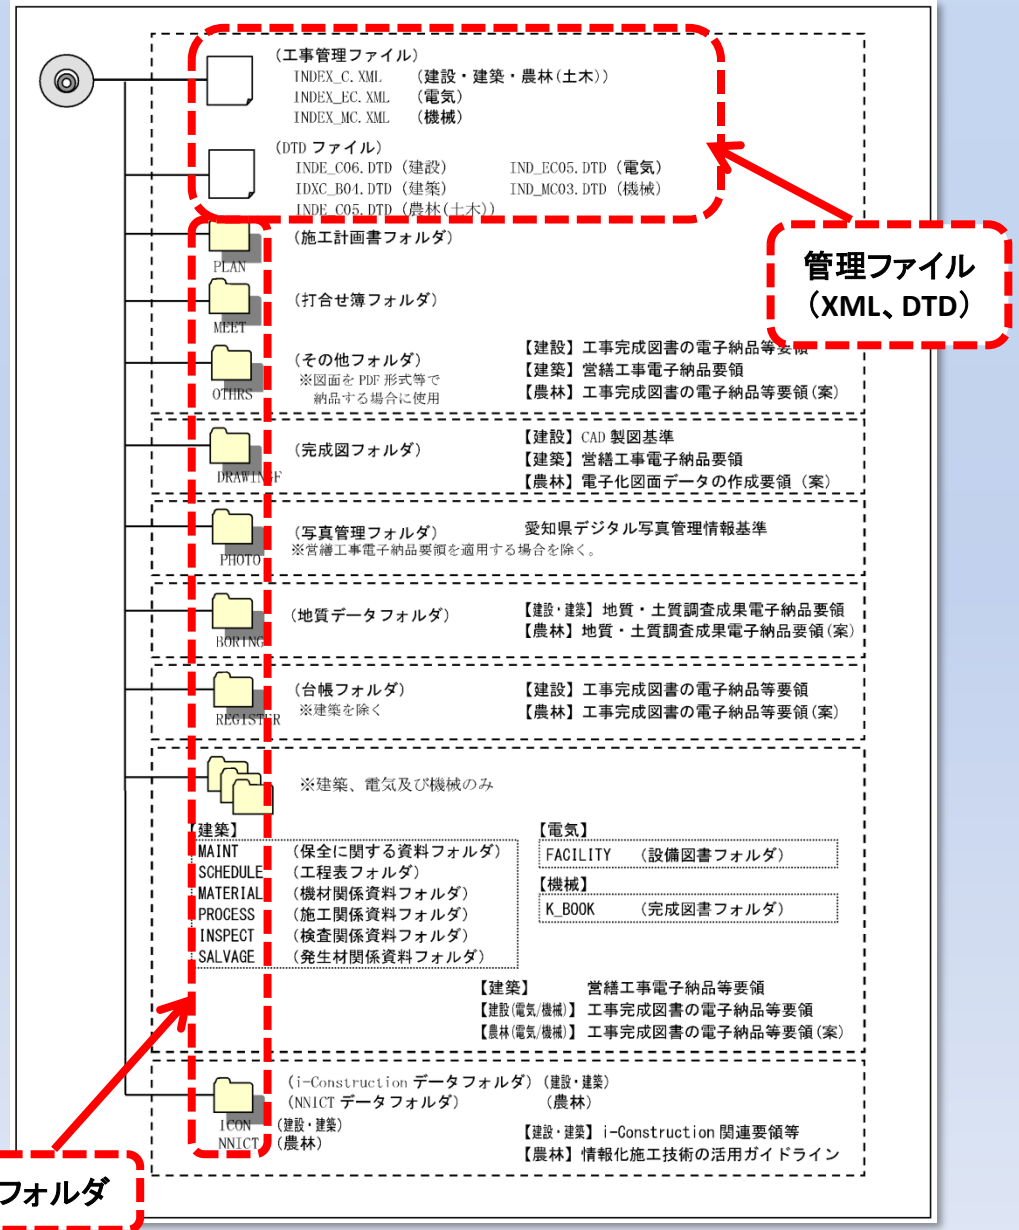 (工事管理ファイル)
INDEX_C.XML (建設・建築・農林(土木))
INDEX_EC.XML (電気)
INDEX_MC.XML (機械)
(DTD ファイル)
INDE_C06.DTD (建設) IND_EC05.DTD (電気)
IDXC_B04.DTD (建築) IND_MC03.DTD (機械)
INDE_C05.DTD (農林(土木))
管理ファイル
(XML、DTD)
(施工計画書フォルダ)
PLAN
(打合せ簿フォルダ)
MEET
(その他フォルダ)
※図面を PDF 形式等で
納品する場合に使用
OTHRS
【建設】工事完成図書の電子納品等要領
【建築】営繕工事電子納品要領
【農林】工事完成図書の電子納品等要領(案)
(完成図フォルダ)
DRAWINGF
【建設】CAD 製図基準
【建築】営繕工事電子納品要領
【農林】電子化図面データの作成要領(案)
(写真管理フォルダ) 愛知県デジタル写真管理情報基準
※営繕工事電子納品要領を適用する場合を除く。
PHOTO
(地質データフォルダ)
BORING
【建設・建築】地質・土質調査成果電子納品要領
【農林】地質・土質調査成果電子納品要領(案)
(台帳フォルダ)
※建築を除く
REGISTER
【建設】工事完成図書の電子納品等要領
【農林】工事完成図書の電子納品等要領(案)
※建築、電気及び機械のみ
【建築】
MAINT (保全に関する資料フォルダ)
SCHEDULE (工程表フォルダ)
MATERIAL (機材関係資料フォルダ)
PROCESS (施工関係資料フォルダ)
INSPECT (検査関係資料フォルダ)
SALVAGE (発生材関係資料フォルダ)
【電気】
FACILITY (設備図書フォルダ)
【機械】
K_BOOK (完成図書フォルダ)
【建築】 営繕工事電子納品等要領
【建設(電気/機械)】工事完成図書の電子納品等要領
【農林(電気/機械)】工事完成図書の電子納品等要領(案)
(i-Construction データフォルダ) (建設・建築)
(NNICT データフォルダ) (農林)
ICON (建設・建築)
NNICT (農林)
【建設・建築】i-Construction 関連要領等
【農林】情報化施工技術の活用ガイドライン
フォルダ